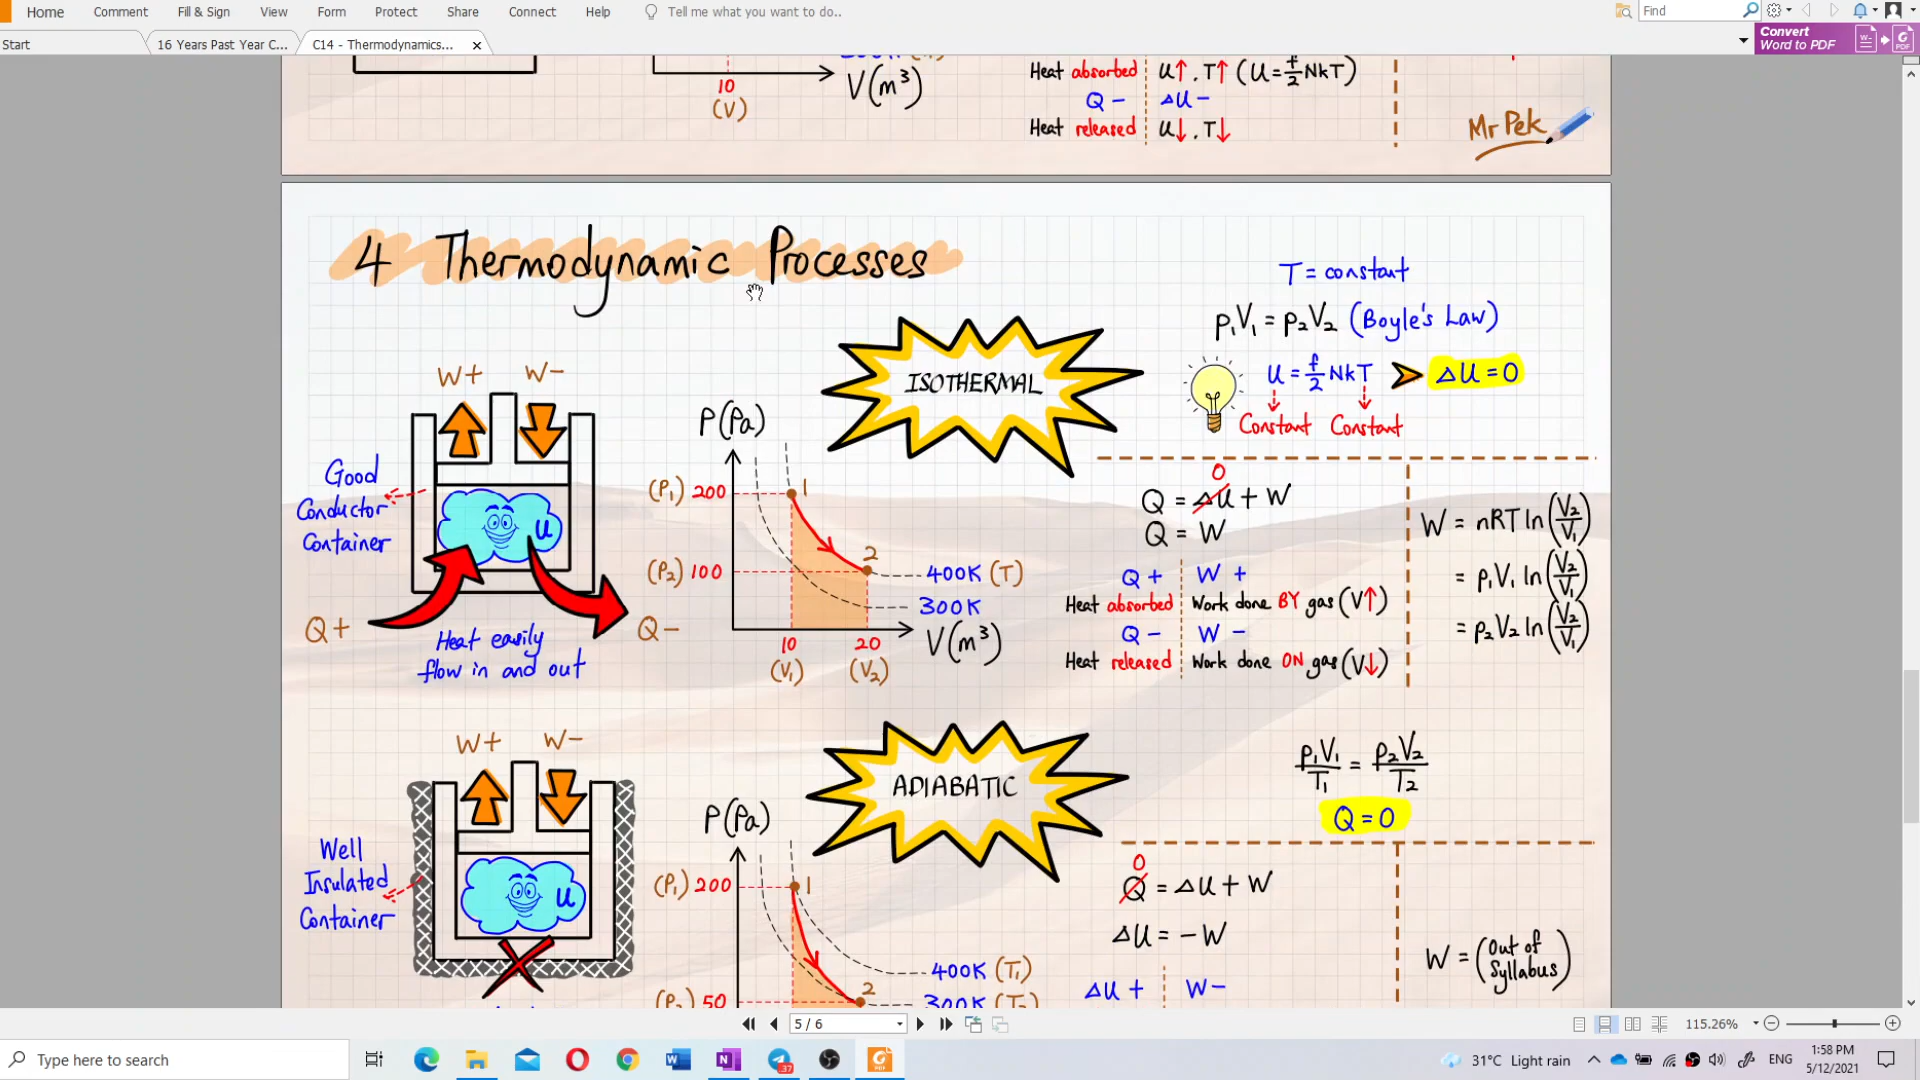 Home Comment Fill & Sign View Form Protect Share Connect Help Tell me what you want to do.. Find
Start 16 Years Past Year C... C14 - Thermodynamics... × Convert Word to PDF
10
(V)
V(m³)
Heat absorbed U↑ . T↑ (U = f/2 NkT)
Q - ΔU -
Heat released U↓ . T↓
Mr Pek
4 Thermodynamic Processes
ISOTHERMAL
T = constant
p₁V₁ = p₂V₂ (Boyle's Law)
U = f/2 NkT ➤ ΔU = 0
Constant Constant
W+ W-
Good
Conductor
Container
U
Q+ Q-
Heat easily
flow in and out
P(Pa)
(P₁) 200 1
(P₂) 100 2
400K (T)
300K
10 20 V(m³)
(V₁) (V₂)
0
Q = ΔU + W
Q = W
Q + W +
Heat absorbed Work done BY gas (V↑)
Q - W -
Heat released Work done ON gas (V↓)
W = nRT ln(V₂/V₁)
= p₁V₁ ln(V₂/V₁)
= p₂V₂ ln(V₂/V₁)
ADIABATIC
p₁V₁/T₁ = p₂V₂/T₂
Q = 0
W+ W-
Well
Insulated
Container
U
P(Pa)
(P₁) 200 1
2
50
400K (T₁)
300K
0
Q = ΔU + W
ΔU = - W
ΔU + W -
W = (Out of Syllabus)
5 / 6 115.26%
Type here to search 37 31°C Light rain ENG 1:58 PM
5/12/2021